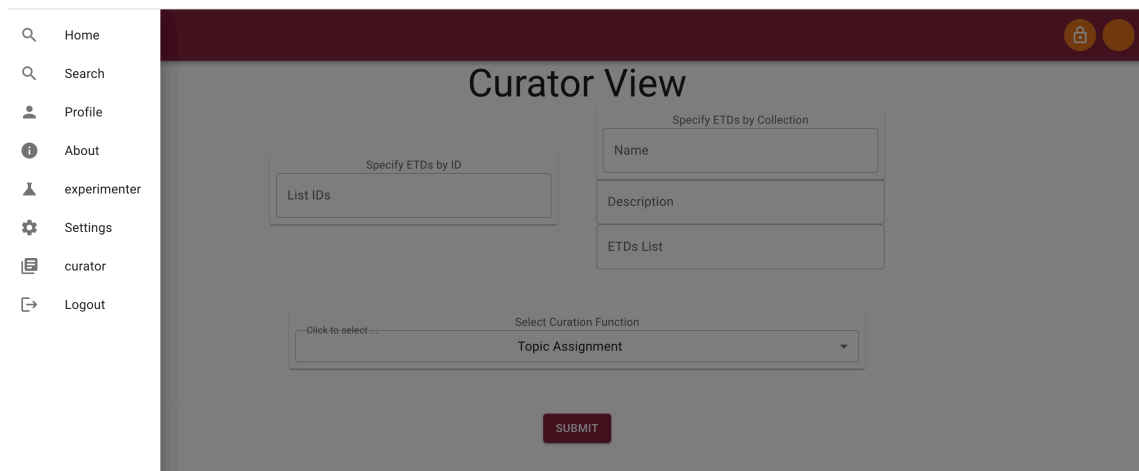 Home
Search
Profile
About
experimenter
Settings
curator
Logout
Curator View
Specify ETDs by ID
List IDs
Specify ETDs by Collection
Name
Description
ETDs List
Select Curation Function
Click to select ...
Topic Assignment
SUBMIT